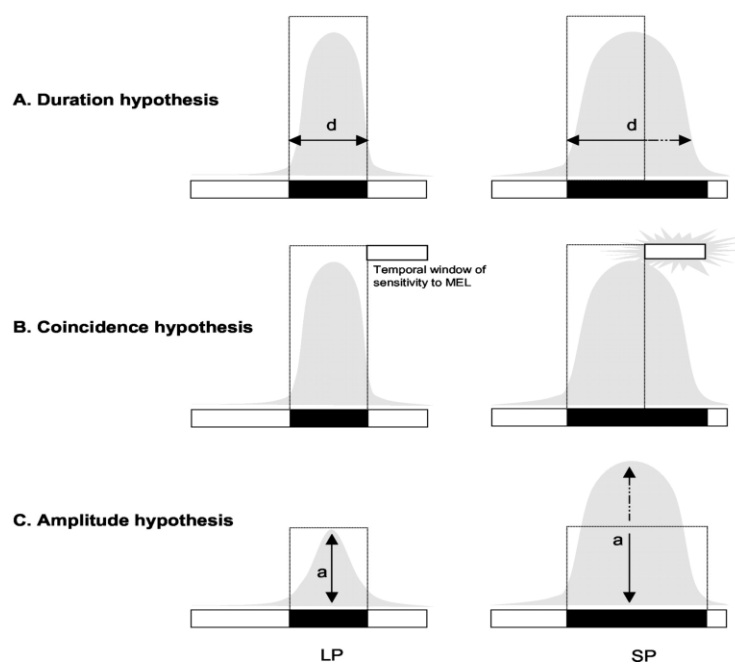 A. Duration hypothesis
d
d
Temporal window of
sensitivity to MEL
B. Coincidence hypothesis
C. Amplitude hypothesis
a
a
LP
SP